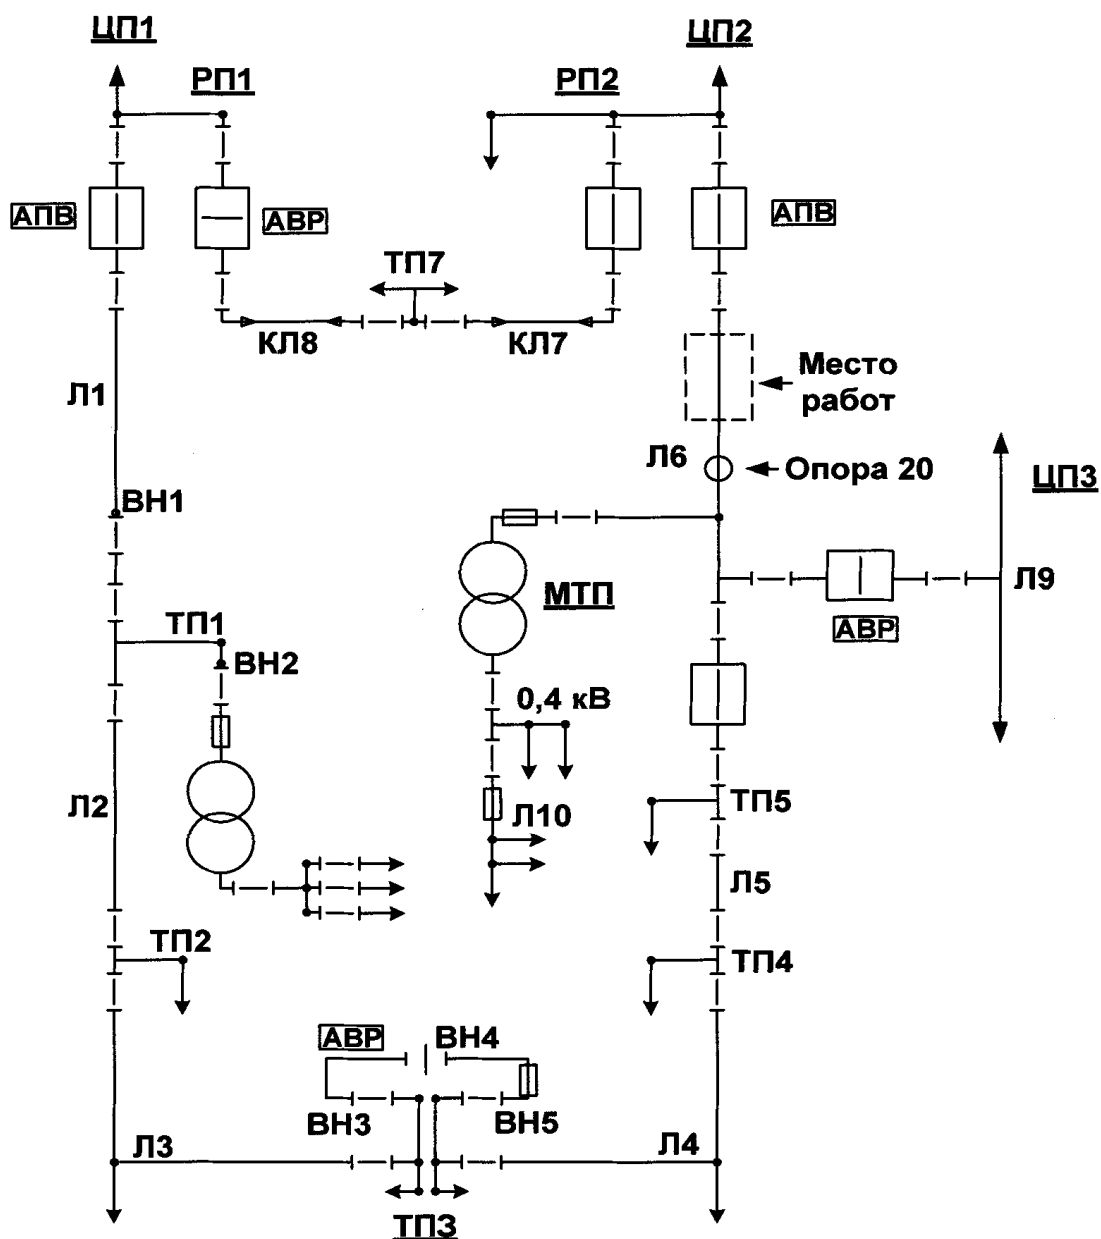 ЦП1
ЦП2
РП1
РП2
АПВ
АВР
АПВ
ТП7
КЛ8
КЛ7
Место
работ
Л1
Л6
Опора 20
ЦП3
ВН1
Л9
МТП
ТП1
АВР
ВН2
0,4 кВ
Л2
Л10
ТП5
Л5
ТП2
ТП4
АВР
ВН4
ВН3
ВН5
Л3
Л4
ТП3